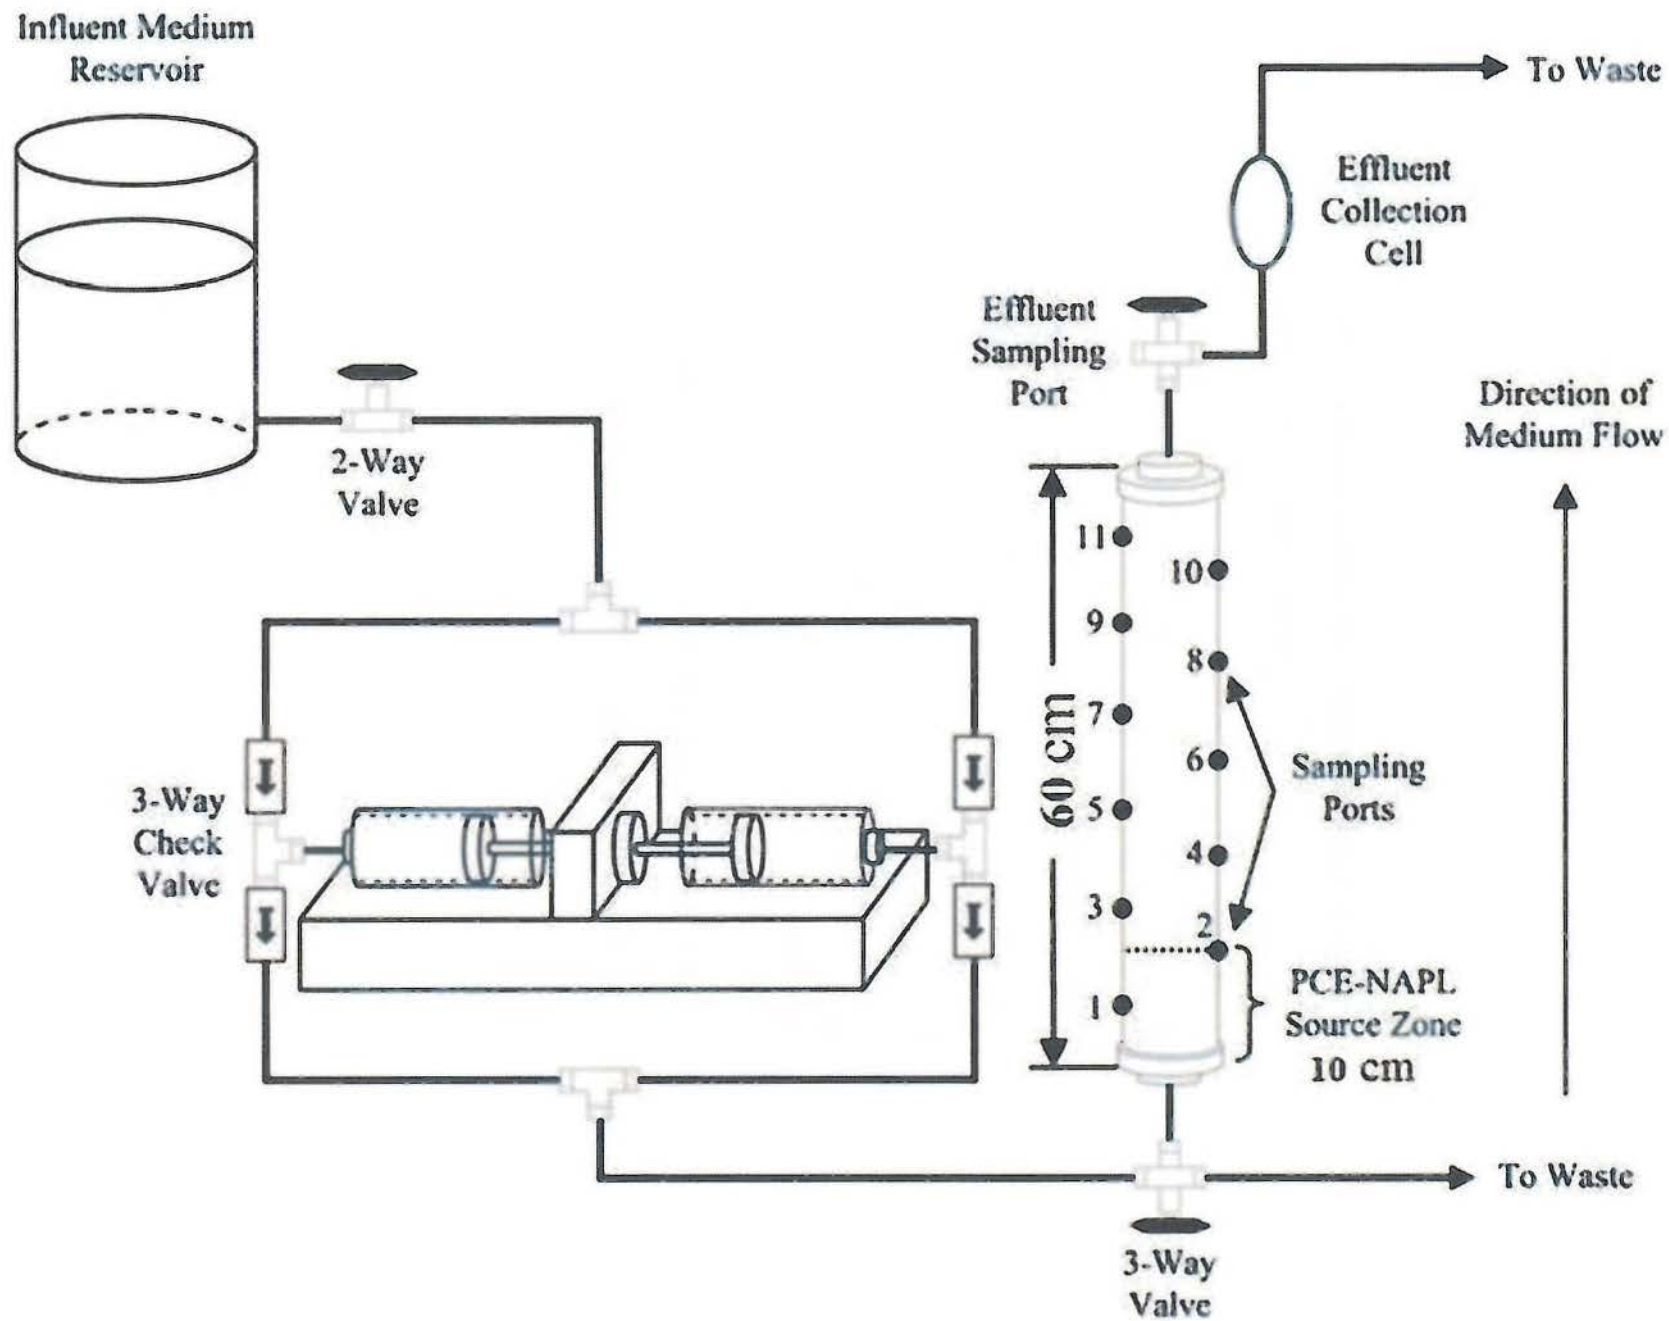 Influent Medium
Reservoir
To Waste
Effluent
Collection
Cell
Effluent
Sampling
Port
Direction of
Medium Flow
2-Way
Valve
11
10
9
8
7
6
5
4
3
2
1
60 cm
Sampling
Ports
3-Way
Check
Valve
PCE-NAPL
Source Zone
10 cm
To Waste
3-Way
Valve